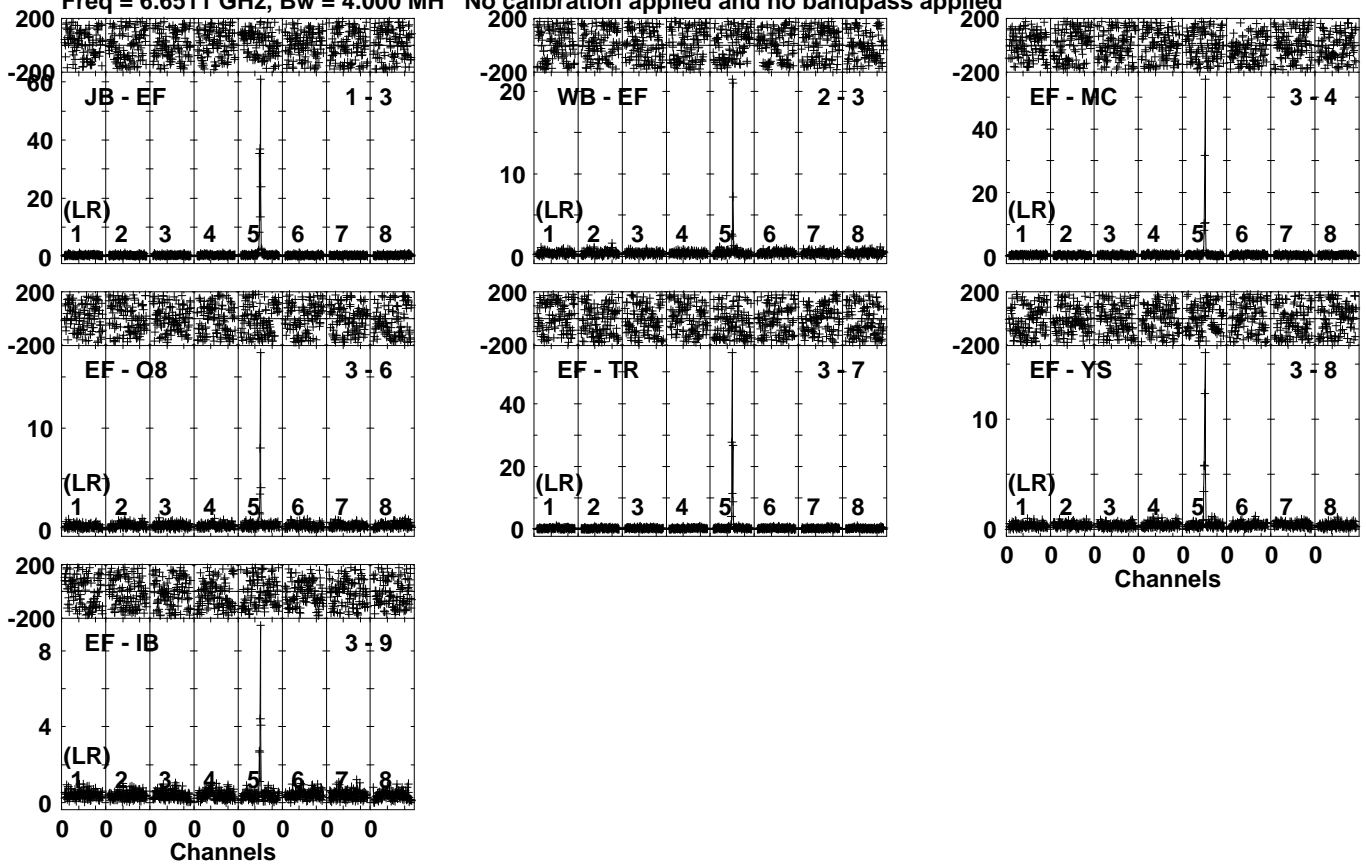 Freq = 6.6511 GHz, Bw = 4.000 MH   No calibration applied and no bandpass applied
200
-200
60
40
20
0
JB - EF 1 - 3
(LR)
1 2 3 4 5 6 7 8
200
-200
20
10
0
WB - EF 2 - 3
(LR)
1 2 3 4 5 6 7 8
200
-200
40
20
0
EF - MC 3 - 4
(LR)
1 2 3 4 5 6 7 8
200
-200
10
0
EF - O8 3 - 6
(LR)
1 2 3 4 5 6 7 8
200
-200
40
20
0
EF - TR 3 - 7
(LR)
1 2 3 4 5 6 7 8
200
-200
10
0
EF - YS 3 - 8
(LR)
1 2 3 4 5 6 7 8
0 0 0 0 0 0 0 0
Channels
200
-200
8
4
0
EF - IB 3 - 9
(LR)
1 2 3 4 5 6 7 8
0 0 0 0 0 0 0 0
Channels